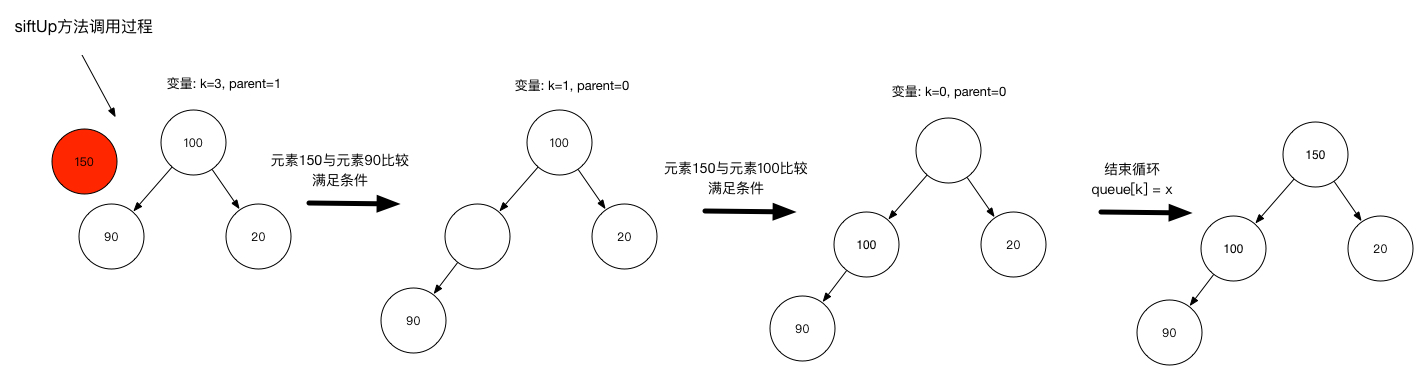 siftUp方法调用过程
变量: k=3, parent=1
150
100
90
20
元素150与元素90比较
满足条件
变量: k=1, parent=0
100
20
90
元素150与元素100比较
满足条件
变量: k=0, parent=0
100
20
90
结束循环
queue[k] = x
150
100
20
90